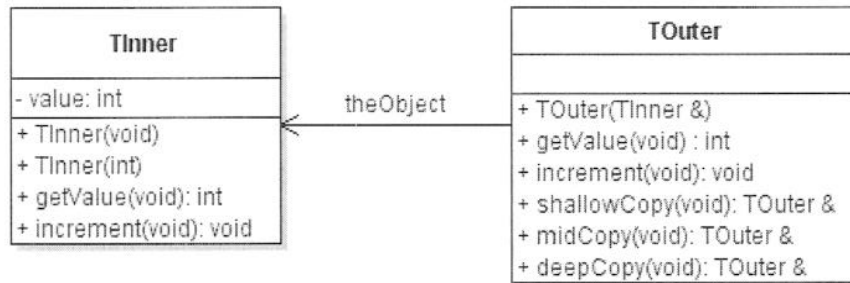 TInner
- value: int
+ TInner(void)
+ TInner(int)
+ getValue(void): int
+ increment(void): void
theObject
TOuter
+ TOuter(TInner &)
+ getValue(void) : int
+ increment(void): void
+ shallowCopy(void): TOuter &
+ midCopy(void): TOuter &
+ deepCopy(void): TOuter &